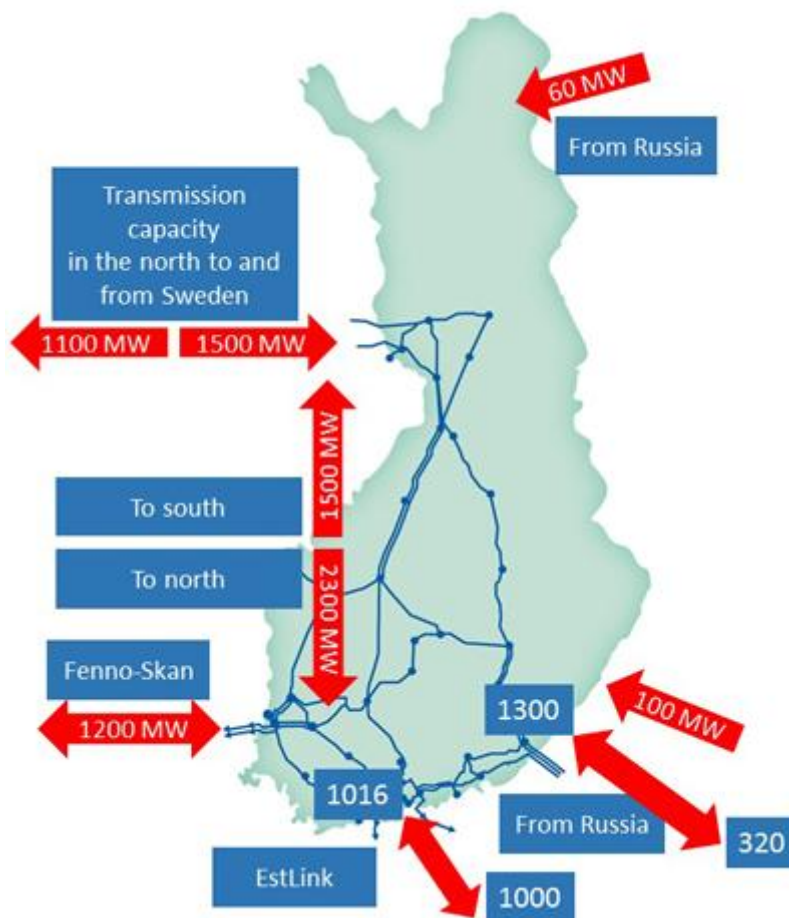 60 MW
From Russia
Transmission
capacity
in the north to and
from Sweden
1100 MW
1500 MW
1500 MW
To south
To north
2300 MW
Fenno-Skan
1200 MW
1300
100 MW
1016
From Russia
320
EstLink
1000